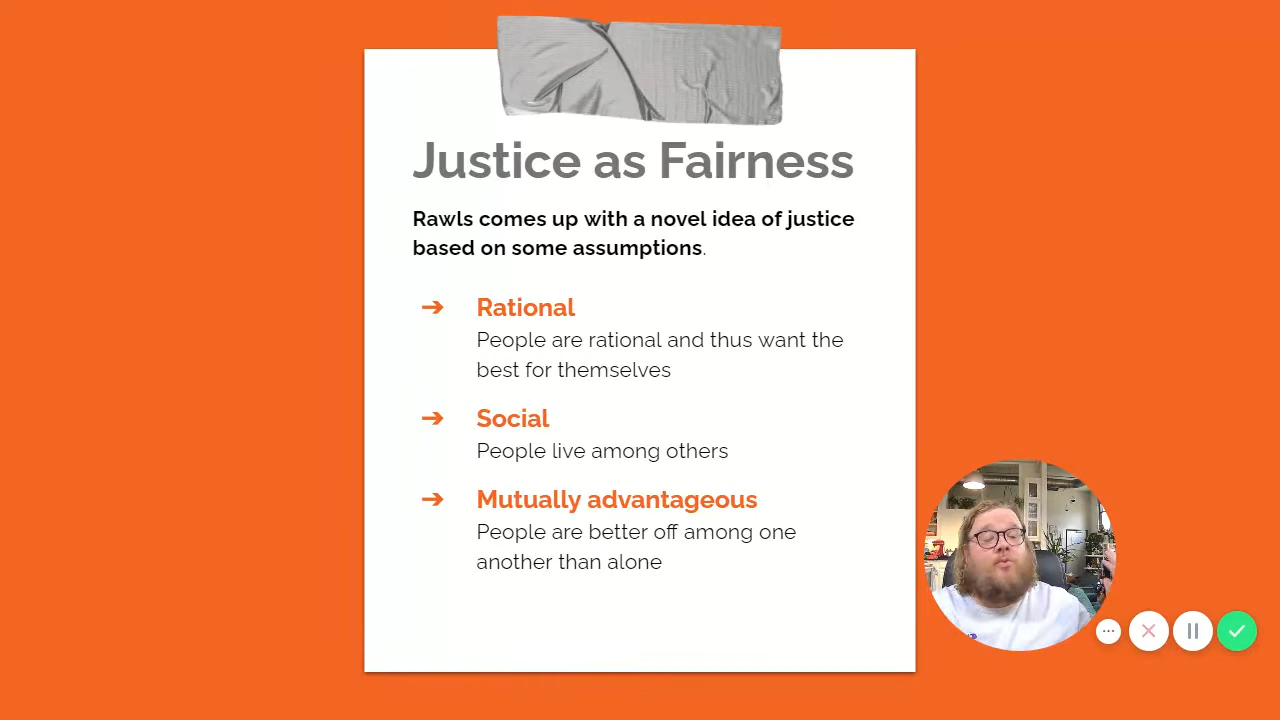 Justice as Fairness
Rawls comes up with a novel idea of justice
based on some assumptions.
➔ Rational
People are rational and thus want the
best for themselves
➔ Social
People live among others
➔ Mutually advantageous
People are better off among one
another than alone